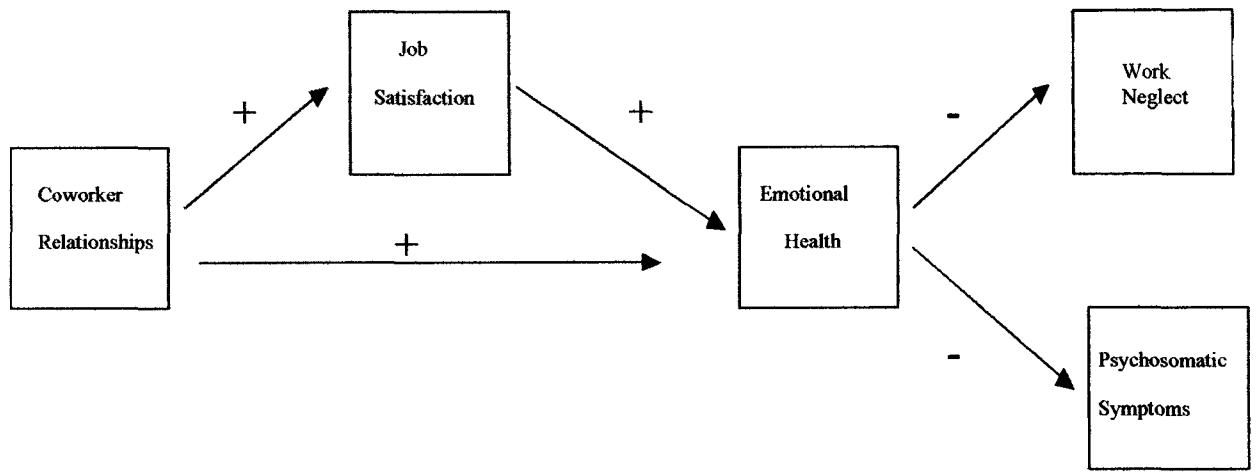 Job
Satisfaction
Work
Neglect
+
+
-
Coworker
Relationships
Emotional
Health
+
-
Psychosomatic
Symptoms